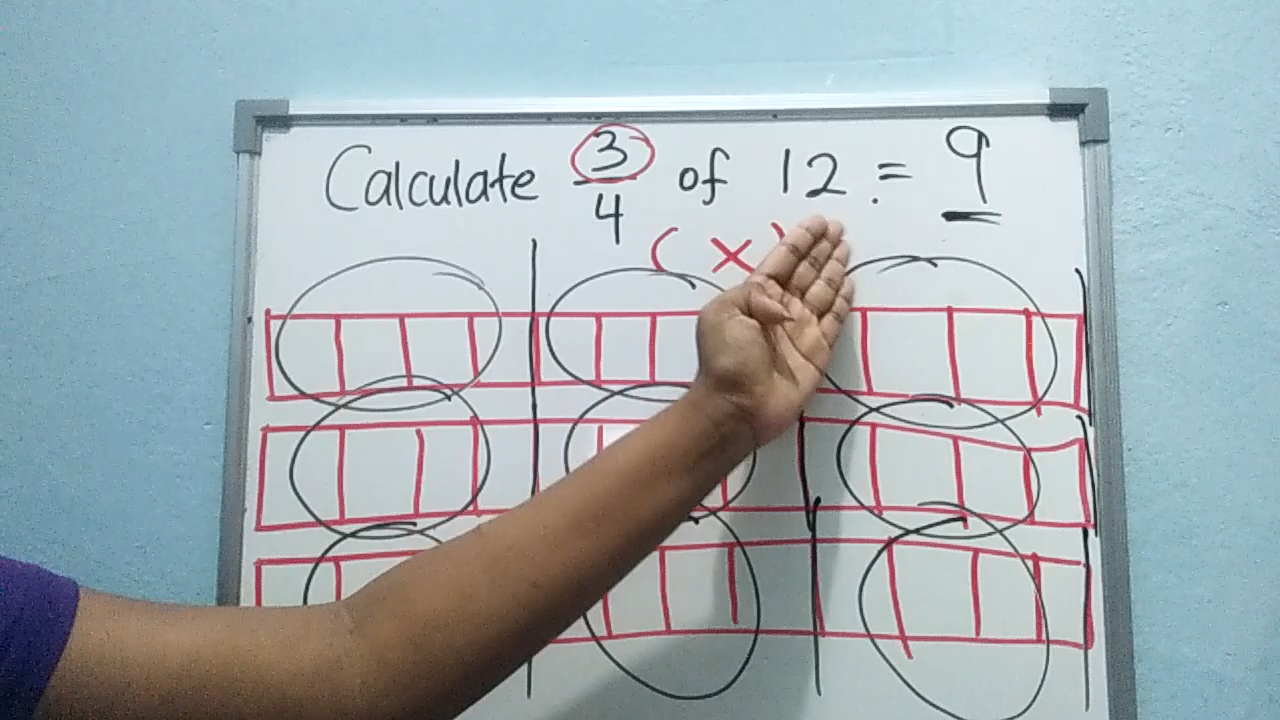 Calculate 3/4 of 12. = 9
(×)